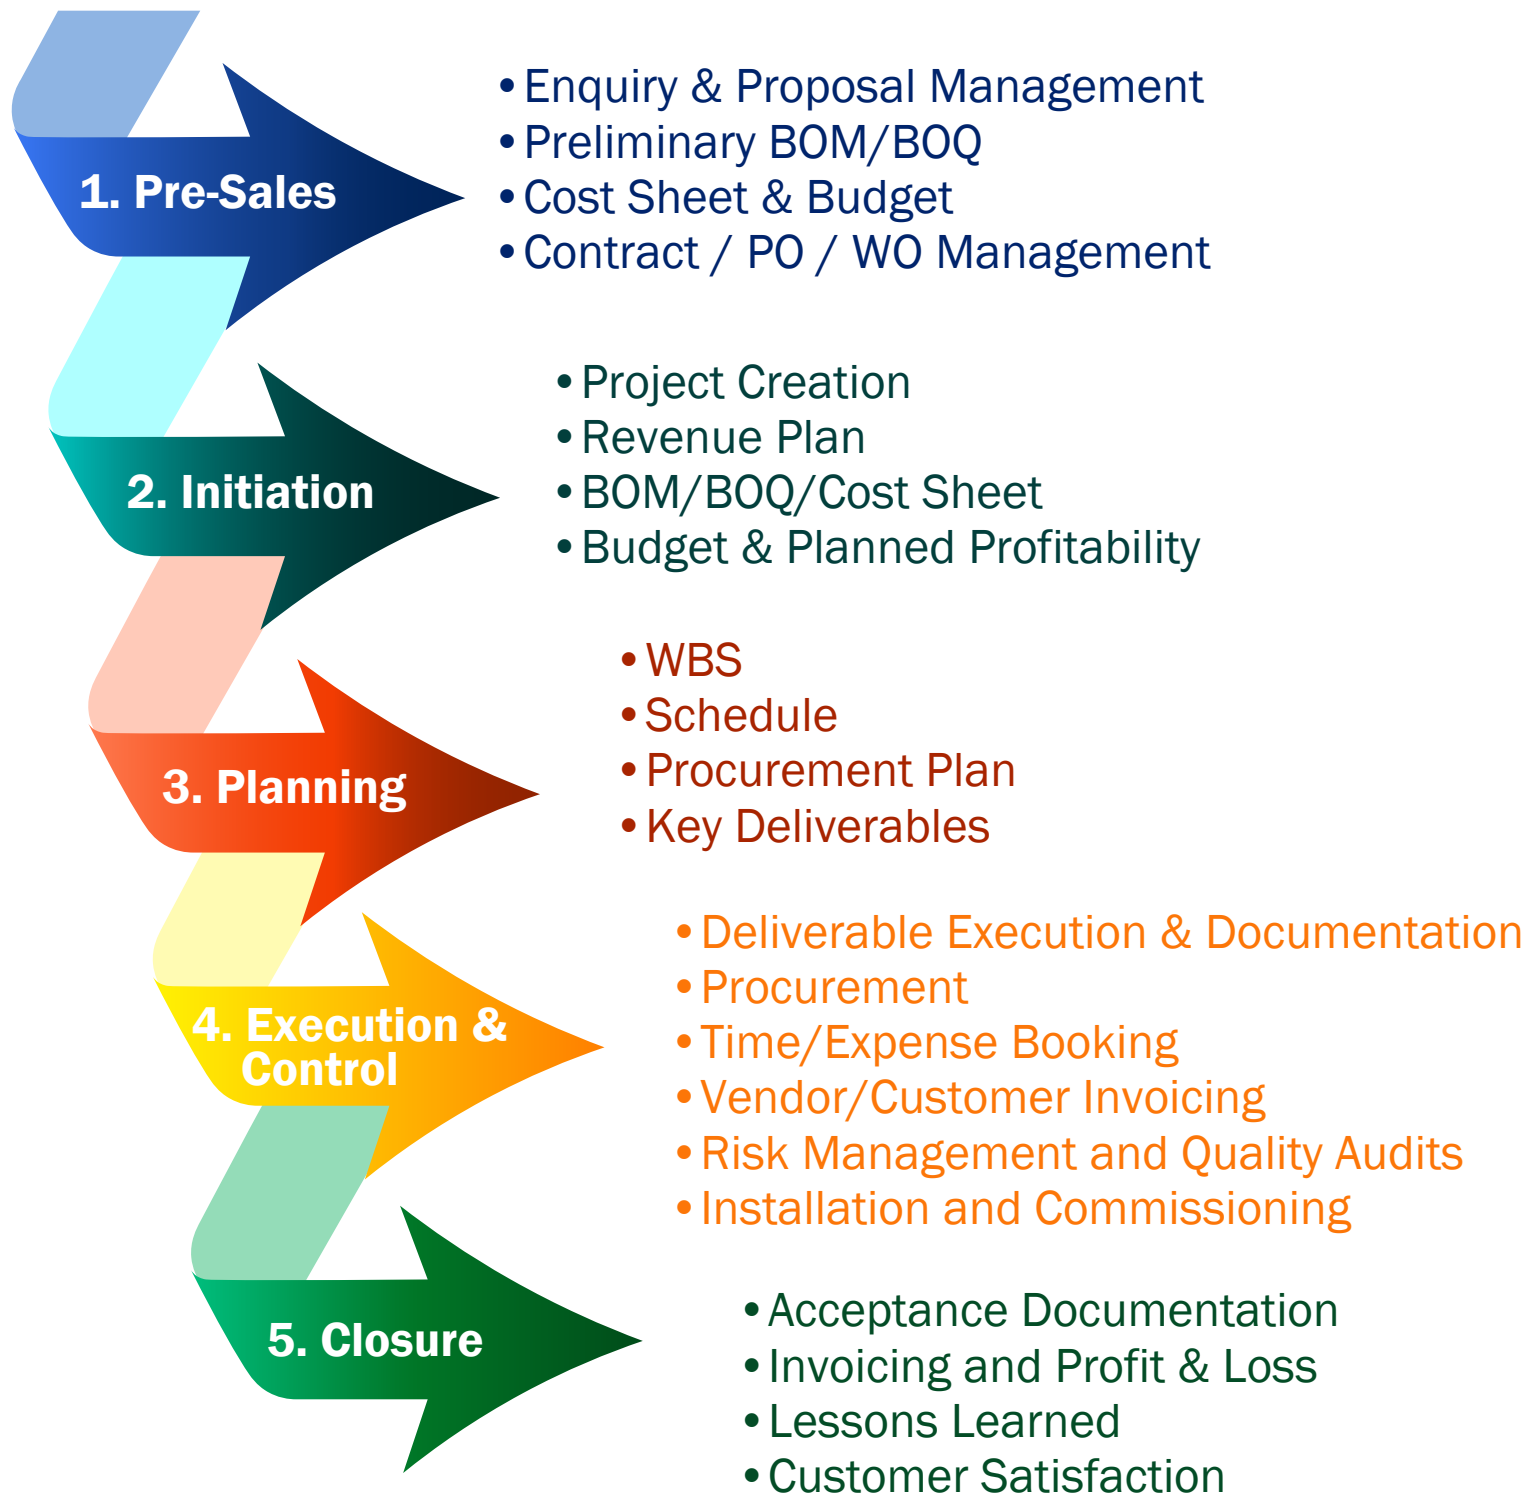 1. Pre-Sales
•Enquiry & Proposal Management
•Preliminary BOM/BOQ
•Cost Sheet & Budget
•Contract / PO / WO Management
2. Initiation
•Project Creation
•Revenue Plan
•BOM/BOQ/Cost Sheet
•Budget & Planned Profitability
3. Planning
•WBS
•Schedule
•Procurement Plan
•Key Deliverables
4. Execution &
Control
•Deliverable Execution & Documentation
•Procurement
•Time/Expense Booking
•Vendor/Customer Invoicing
•Risk Management and Quality Audits
•Installation and Commissioning
5. Closure
•Acceptance Documentation
•Invoicing and Profit & Loss
•Lessons Learned
•Customer Satisfaction